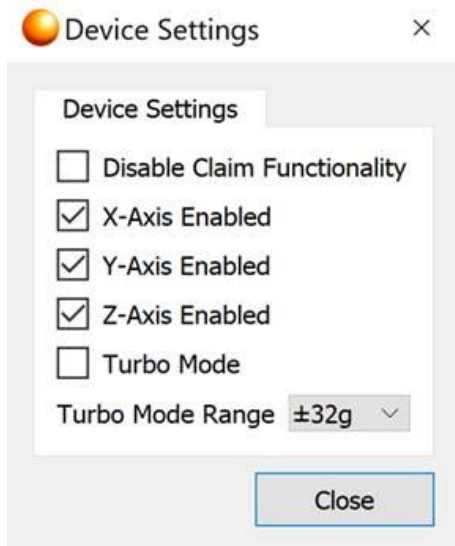 Device Settings
Device Settings
Disable Claim Functionality
X-Axis Enabled
Y-Axis Enabled
Z-Axis Enabled
Turbo Mode
Turbo Mode Range ±32g
Close